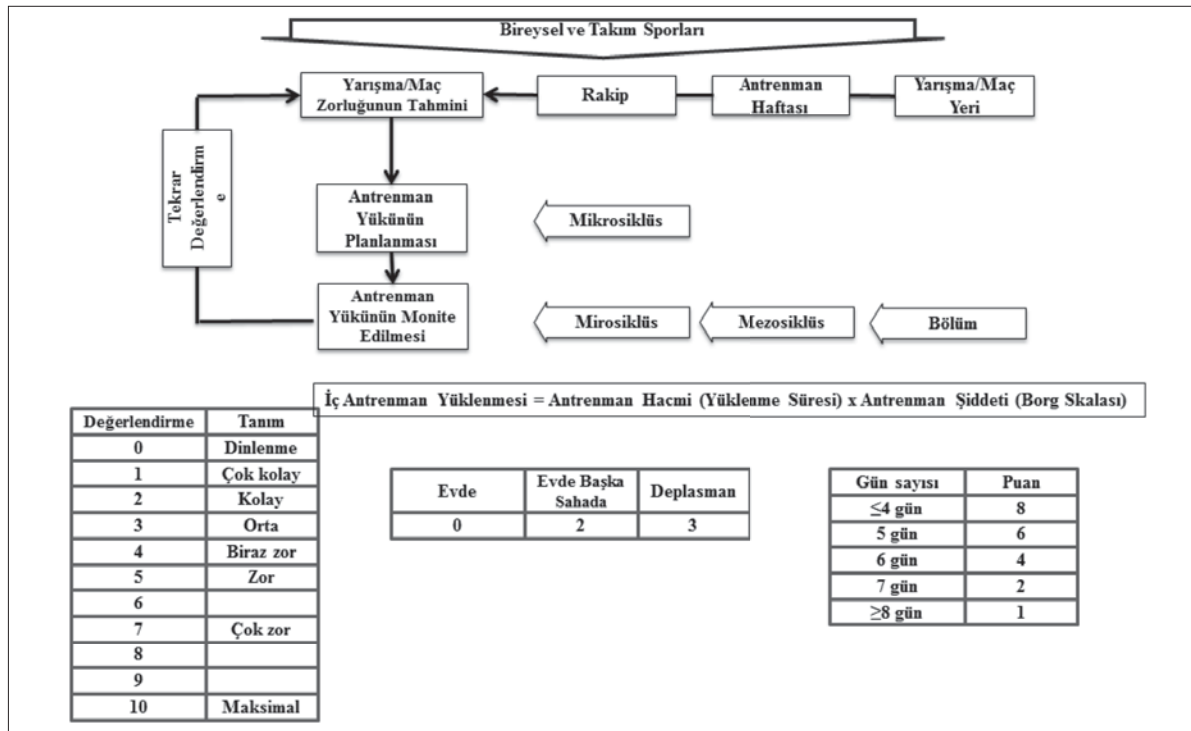 Bireysel ve Takım Sporları
Yarışma/Maç
Zorluğunun Tahmini
Rakip
Antrenman
Haftası
Yarışma/Maç
Yeri
Tekrar
Değerlendirm
e
Antrenman
Yükünün
Planlanması
Mikrosiklüs
Antrenman
Yükünün Monite
Edilmesi
Mirosiklüs
Mezosiklüs
Bölüm
İç Antrenman Yüklenmesi = Antrenman Hacmi (Yüklenme Süresi) x Antrenman Şiddeti (Borg Skalası)
Değerlendirme Tanım
0 Dinlenme
1 Çok kolay
2 Kolay
3 Orta
4 Biraz zor
5 Zor
6
7 Çok zor
8
9
10 Maksimal
Evde Evde Başka Sahada Deplasman
0 2 3
Gün sayısı Puan
≤4 gün 8
5 gün 6
6 gün 4
7 gün 2
≥8 gün 1